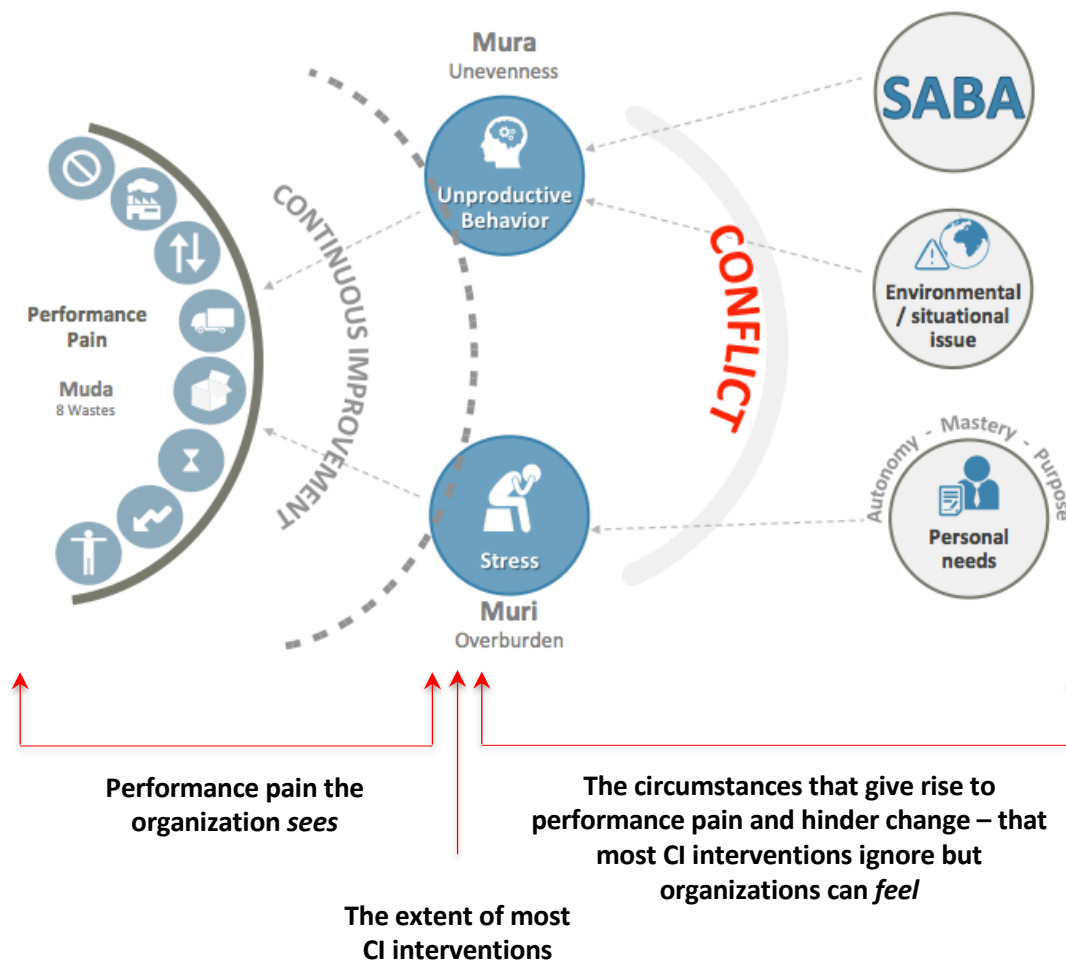 Mura
Unevenness
SABA
Unproductive
Behavior
CONTINUOUS IMPROVEMENT
CONFLICT
Performance
Pain
Muda
8 Wastes
Environmental
/ situational
issue
Autonomy - Mastery - Purpose
Personal
needs
Stress
Muri
Overburden
Performance pain the
organization sees
The circumstances that give rise to
performance pain and hinder change – that
most CI interventions ignore but
organizations can feel
The extent of most
CI interventions